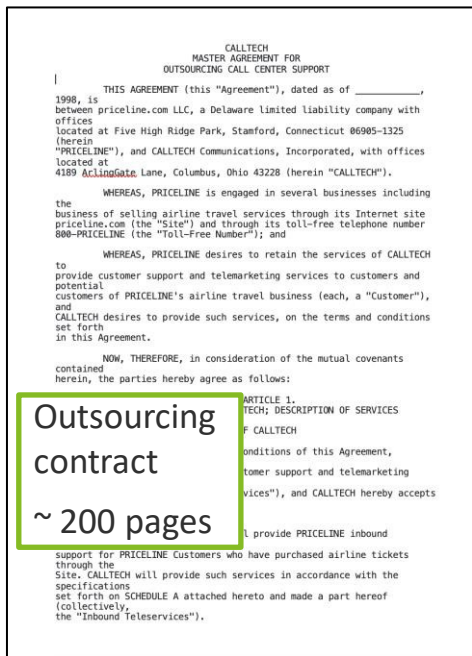 CALLTECH
MASTER AGREEMENT FOR
OUTSOURCING CALL CENTER SUPPORT
THIS AGREEMENT (this "Agreement"), dated as of ___________,
1998, is
between priceline.com LLC, a Delaware limited liability company with
offices
located at Five High Ridge Park, Stamford, Connecticut 06905-1325
(herein
"PRICELINE"), and CALLTECH Communications, Incorporated, with offices
located at
4189 ArlingGate Lane, Columbus, Ohio 43228 (herein "CALLTECH").
WHEREAS, PRICELINE is engaged in several businesses including
the
business of selling airline travel services through its Internet site
priceline.com (the "Site") and through its toll-free telephone number
800-PRICELINE (the "Toll-Free Number"); and
WHEREAS, PRICELINE desires to retain the services of CALLTECH
to
provide customer support and telemarketing services to customers and
potential
customers of PRICELINE's airline travel business (each, a "Customer"),
and
CALLTECH desires to provide such services, on the terms and conditions
set forth
in this Agreement.
NOW, THEREFORE, in consideration of the mutual covenants
contained
herein, the parties hereby agree as follows:
ARTICLE 1.
TECH; DESCRIPTION OF SERVICES
F CALLTECH
onditions of this Agreement,
tomer support and telemarketing
vices"), and CALLTECH hereby accepts
l provide PRICELINE inbound
support for PRICELINE Customers who have purchased airline tickets
through the
Site. CALLTECH will provide such services in accordance with the
specifications
set forth on SCHEDULE A attached hereto and made a part hereof
(collectively,
the "Inbound Teleservices").
Outsourcing
contract
~ 200 pages